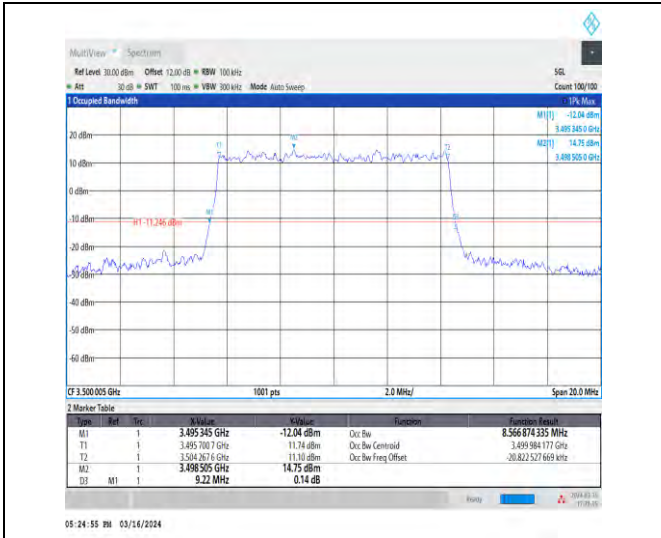 MultiView Spectrum
Ref Level 30.00 dBm Offset 12.00 dB RBW 100 kHz SGL
Att 30 dB SWT 100 ms VBW 300 kHz Mode Auto Sweep Count 100/100
1 Occupied Bandwidth 1Pk Max
M1[1] -12.04 dBm
3.495 345 0 GHz
M2[1] 14.75 dBm
3.498 505 0 GHz
20 dBm
10 dBm
0 dBm
-10 dBm
-20 dBm
-30 dBm
-40 dBm
-50 dBm
-60 dBm
T1
M2
T2
M1
H1 -11.246 dBm
CF 3.500 005 GHz 1001 pts 2.0 MHz/ Span 20.0 MHz
2 Marker Table
Type Ref Trc X-Value Y-Value Function Function Result
M1 1 3.495 345 GHz -12.04 dBm Occ Bw 8.566 874 335 MHz
T1 1 3.495 700 7 GHz 11.74 dBm Occ Bw Centroid 3.499 984 177 GHz
T2 1 3.504 267 6 GHz 11.10 dBm Occ Bw Freq Offset -20.822 527 669 kHz
M2 1 3.498 505 GHz 14.75 dBm
D3 M1 1 9.22 MHz 0.14 dB
Ready
05:24:55 PM 03/16/2024